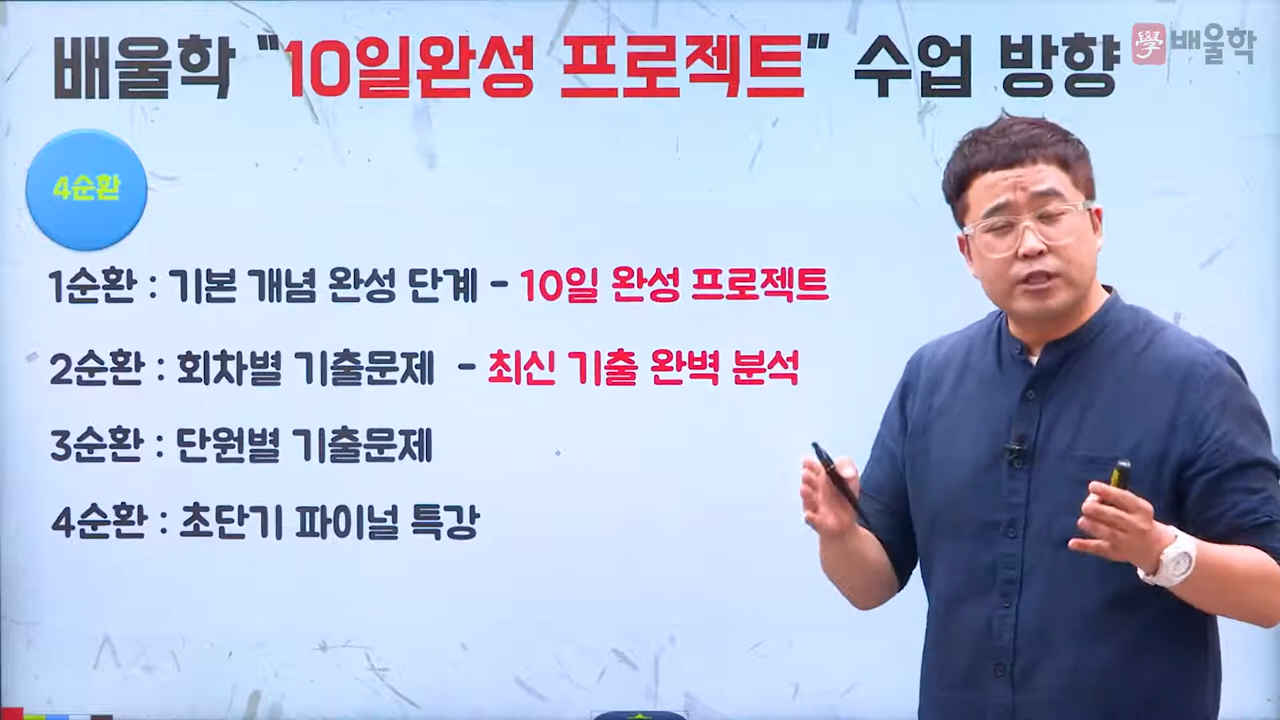 배울학 "10일완성 프로젝트" 수업 방향
學 배울학
4순환
1순환 : 기본 개념 완성 단계 - 10일 완성 프로젝트
2순환 : 회차별 기출문제 - 최신 기출 완벽 분석
3순환 : 단원별 기출문제
4순환 : 초단기 파이널 특강